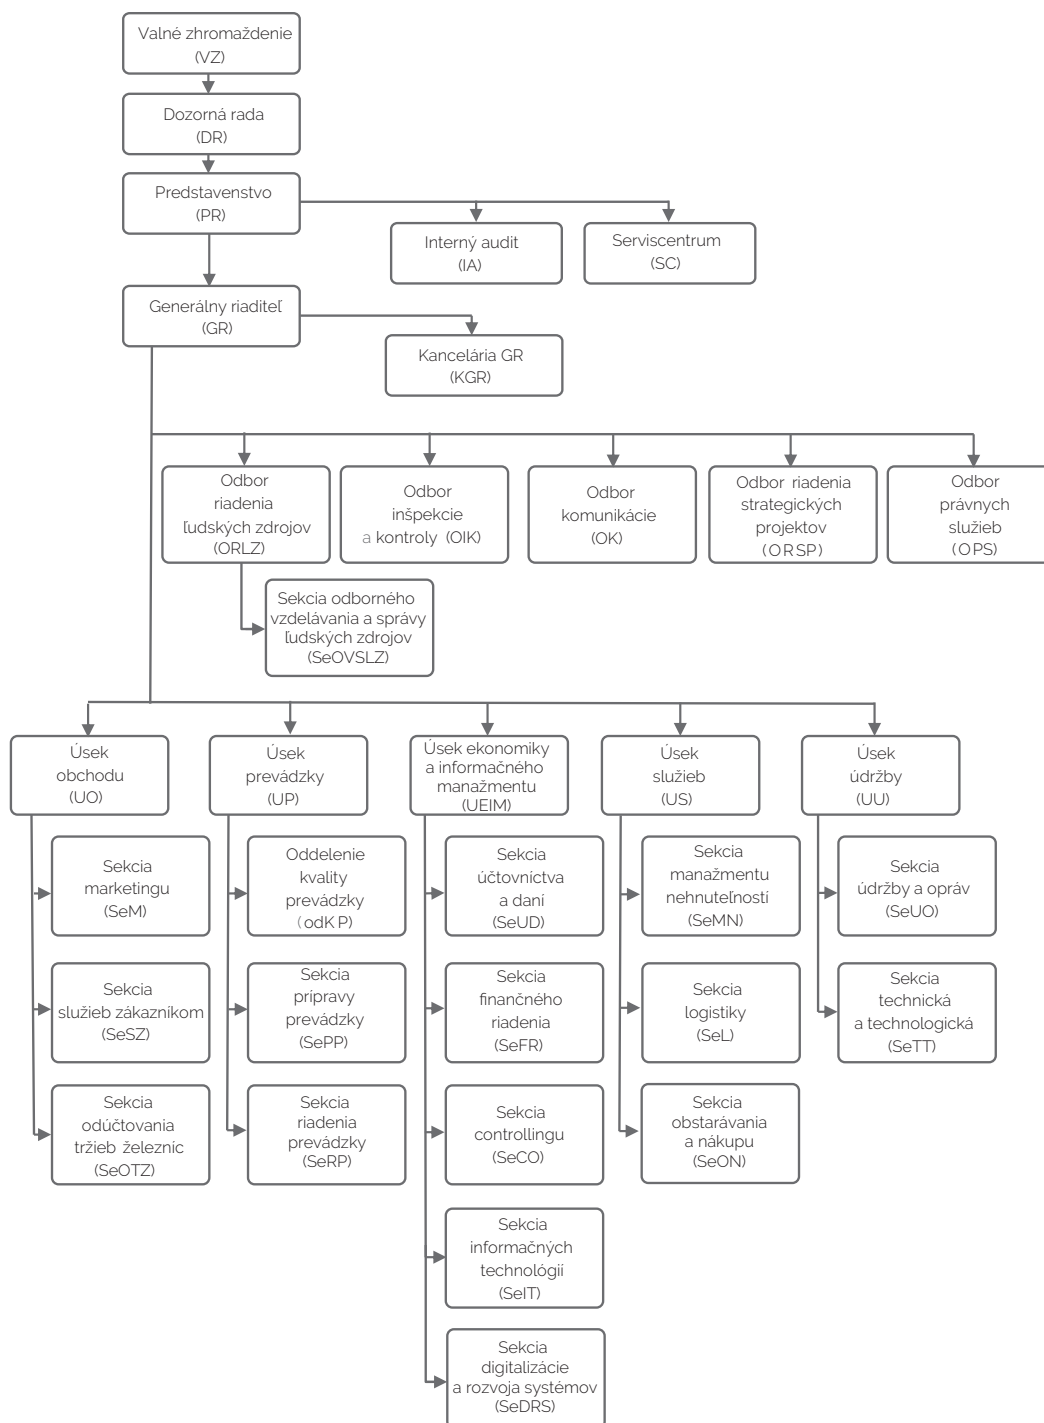 Valné zhromaždenie
(VZ)
Dozorná rada
(DR)
Predstavenstvo
(PR)
Interný audit
(IA)
Serviscentrum
(SC)
Generálny riaditeľ
(GR)
Kancelária GR
(KGR)
Odbor
riadenia
ľudských zdrojov
(ORLZ)
Odbor
inšpekcie
a kontroly (OIK)
Odbor
komunikácie
(OK)
Odbor riadenia
strategických
projektov
(ORSP)
Odbor
právnych
služieb
(OPS)
Sekcia odborného
vzdelávania a správy
ľudských zdrojov
(SeOVSLZ)
Úsek
obchodu
(UO)
Úsek
prevádzky
(UP)
Úsek ekonomiky
a informačného
manažmentu
(UEIM)
Úsek
služieb
(US)
Úsek
údržby
(UU)
Sekcia
marketingu
(SeM)
Oddelenie
kvality
prevádzky
(odKP)
Sekcia
účtovníctva
a daní
(SeUD)
Sekcia
manažmentu
nehnuteľností
(SeMN)
Sekcia
údržby a opráv
(SeUO)
Sekcia
služieb zákazníkom
(SeSZ)
Sekcia
prípravy
prevádzky
(SePP)
Sekcia
finančného
riadenia
(SeFR)
Sekcia
logistiky
(SeL)
Sekcia
technická
a technologická
(SeTT)
Sekcia
odúčtovania
tržieb železníc
(SeOTZ)
Sekcia
riadenia
prevádzky
(SeRP)
Sekcia
controllingu
(SeCO)
Sekcia
obstarávania
a nákupu
(SeON)
Sekcia
informačných
technológií
(SeIT)
Sekcia
digitalizácie
a rozvoja systémov
(SeDRS)